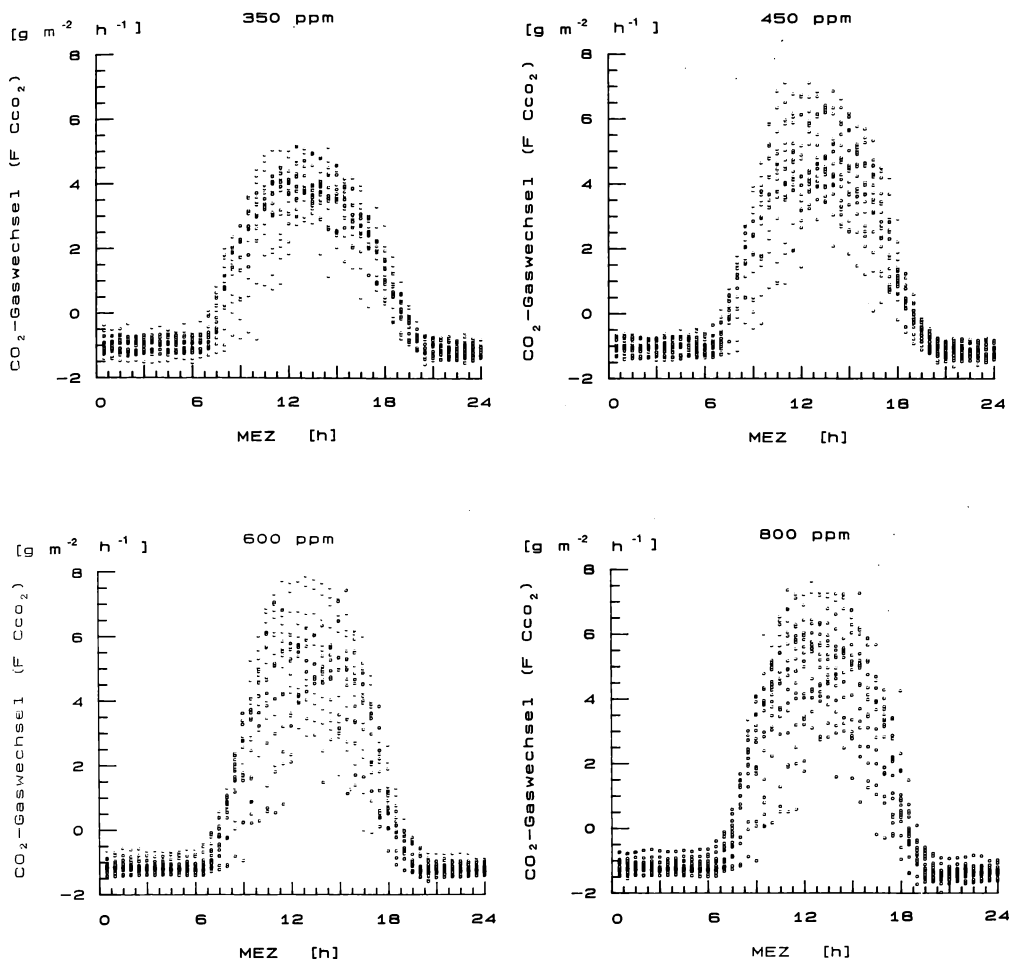 350 ppm
[g m⁻² h⁻¹]
CO₂-Gaswechsel (F Cco₂)
8
6
4
2
0
-2
0 6 12 18 24
MEZ [h]
450 ppm
[g m⁻² h⁻¹]
CO₂-Gaswechsel (F Cco₂)
8
6
4
2
0
-2
0 6 12 18 24
MEZ [h]
600 ppm
[g m⁻² h⁻¹]
CO₂-Gaswechsel (F Cco₂)
8
6
4
2
0
-2
0 6 12 18 24
MEZ [h]
800 ppm
[g m⁻² h⁻¹]
CO₂-Gaswechsel (F Cco₂)
8
6
4
2
0
-2
0 6 12 18 24
MEZ [h]